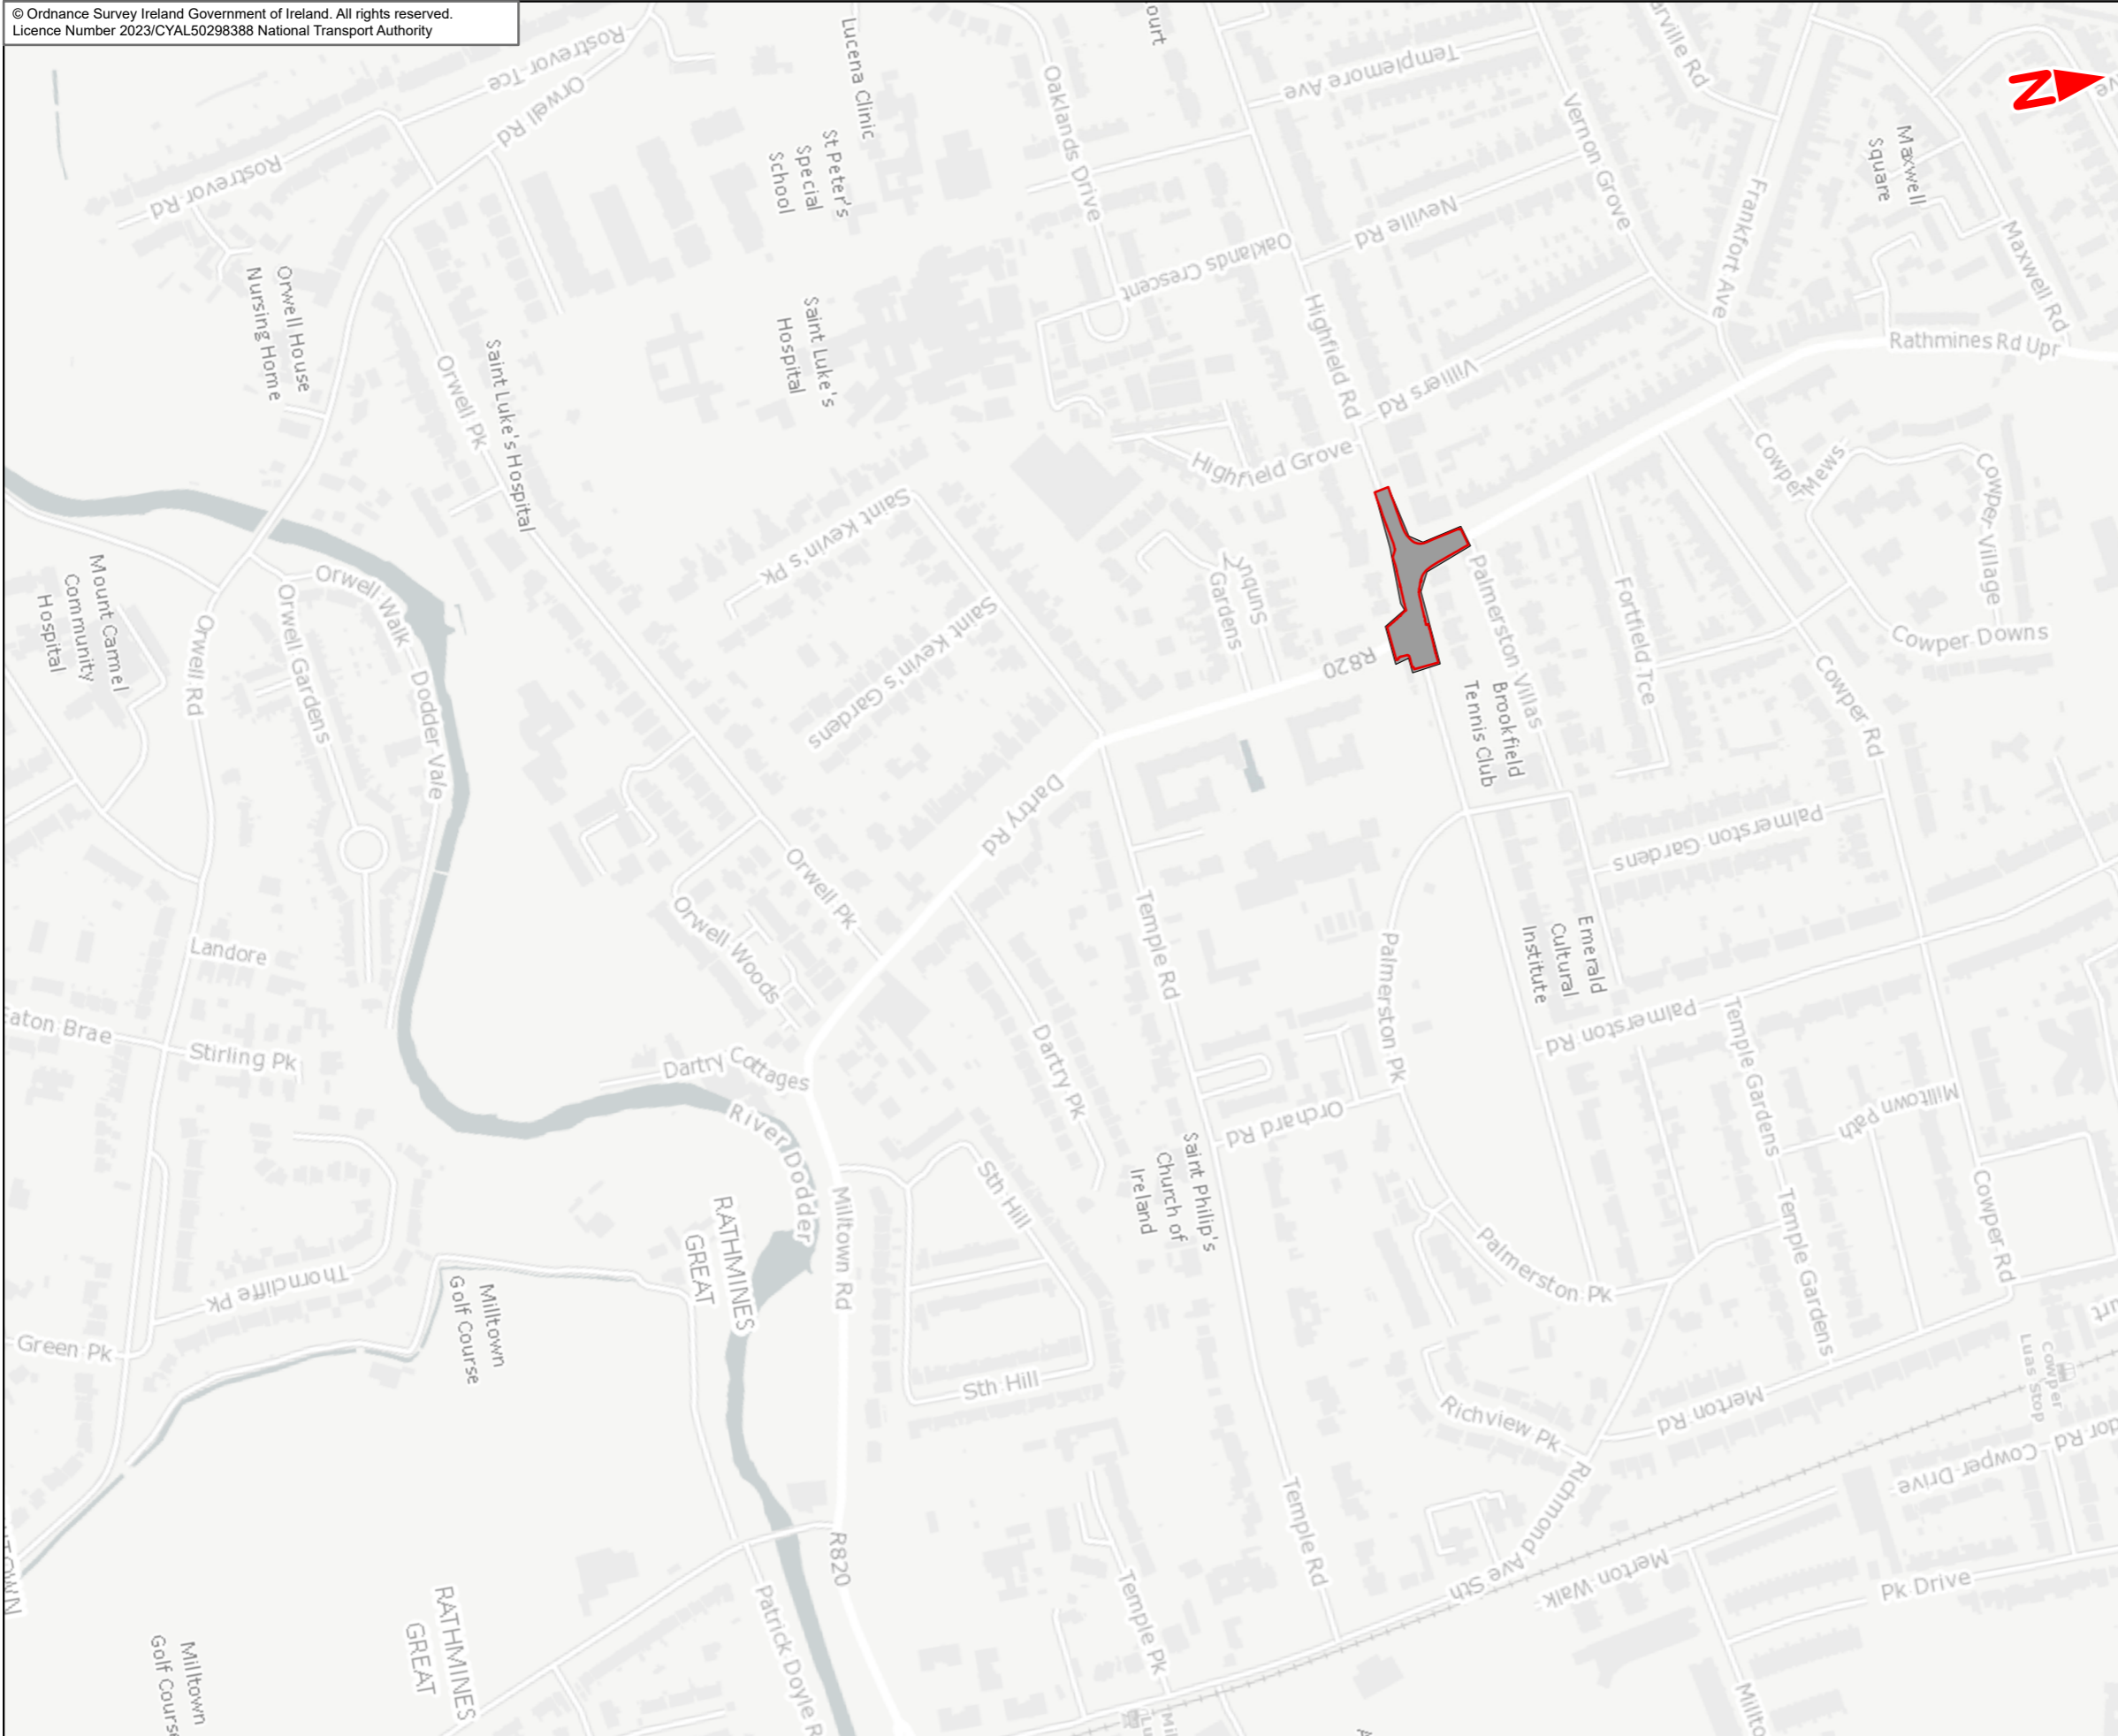 © Ordnance Survey Ireland Government of Ireland. All rights reserved.
Licence Number 2023/CYAL50298388 National Transport Authority
N
Rostrevor Tce
Orwell Rd
Rostrevor Rd
Lucena Clinic
St Peter's
Special
School
Oaklands Drive
Templemore Ave
Vernon Grove
Frankfort Ave
Maxwell
Square
Maxwell Rd
Neville Rd
Oaklands Crescent
Highfield Rd
Villiers Rd
Rathmines Rd Upr
Orwell House
Nursing Home
Orwell Pk
Saint Luke's Hospital
Saint Luke's
Hospital
Highfield Grove
Cowper
Mews
Cowper Village
Cowper Downs
Saint Kevin's Pk
Saint Kevin's Gardens
Gardens
R820
Palmerston Villas
Fortfield Tce
Brookfield
Tennis Club
Cowper Rd
Mount Carmel
Community
Hospital
Orwell Walk
Orwell Gardens
Dodder Vale
Orwell Rd
Dartry Rd
Orwell Pk
Orwell Woods
Temple Rd
Palmerston Pk
Palmerston Gardens
Emerald
Cultural
Institute
Palmerston Rd
Landore
Stirling Pk
Dartry Cottages
River Dodder
Dartry Pk
Orchard Rd
Saint Philip's
Church of
Ireland
Temple Gardens
Milltown Path
Cowper Rd
Temple Gardens
Palmerston Pk
Sth Hill
Milltown Rd
RATHMINES
GREAT
Thorncliffe Pk
Milltown
Golf Course
Green Pk
Sth Hill
Richview Pk
Merton Rd
Cowper
Luas Stop
Cowper Drive
Richmond Ave Sth
Merton Walk
Pk Drive
Temple Rd
Temple Pk
R820
Patrick Doyle R
RATHMINES
GREAT
Milltown
Golf Course